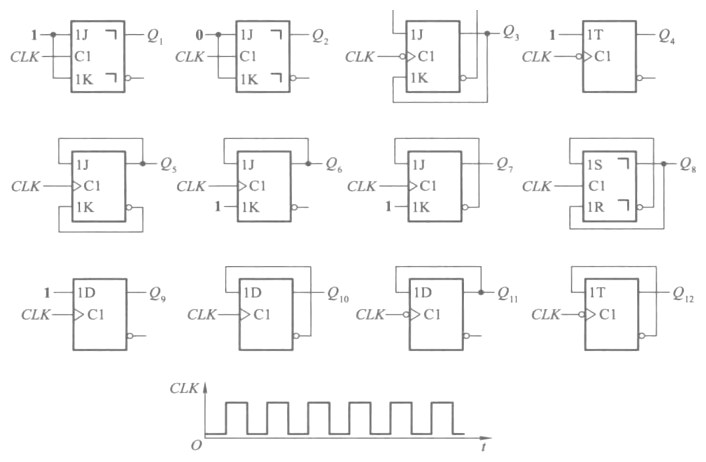 1 1J ¬ Q₁ CLK C1 1K ¬
0 1J ¬ Q₂ CLK C1 1K ¬
1J Q₃ CLK C1 1K
1 1T Q₄ CLK C1
1J Q₅ CLK C1 1K
1J Q₆ CLK C1 1 1K
1J Q₇ CLK C1 1 1K
1S ¬ Q₈ CLK C1 1R ¬
1 1D Q₉ CLK C1
1D Q₁₀ CLK C1
1D Q₁₁ CLK C1
1T Q₁₂ CLK C1
CLK
O t